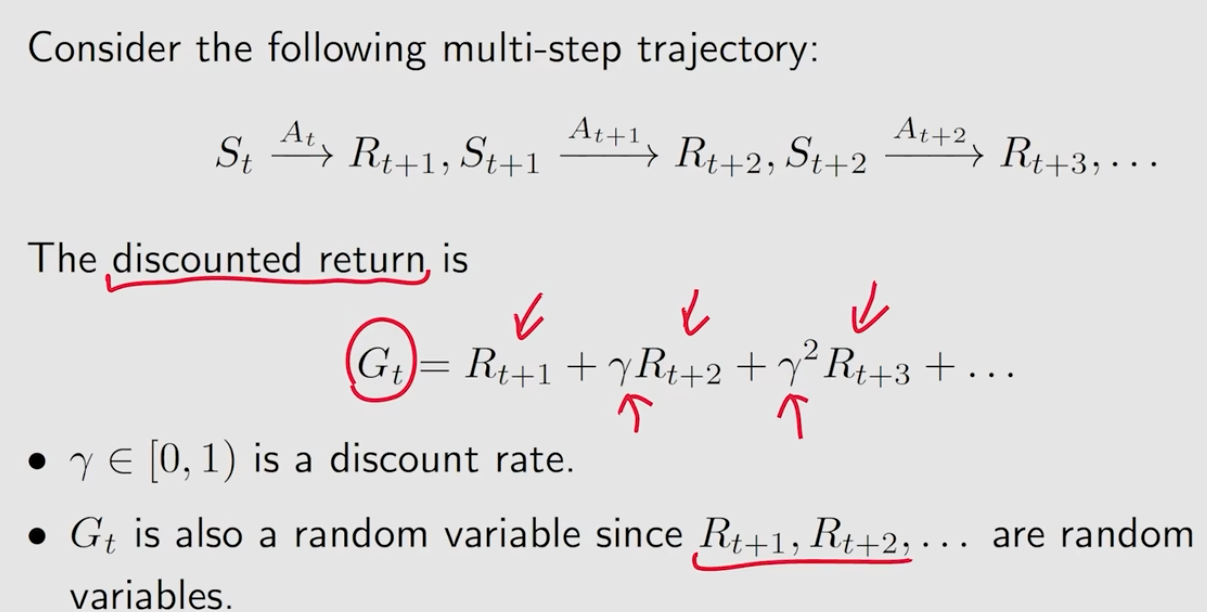 Consider the following multi-step trajectory:
$S_t \xrightarrow{A_t} R_{t+1}, S_{t+1} \xrightarrow{A_{t+1}} R_{t+2}, S_{t+2} \xrightarrow{A_{t+2}} R_{t+3}, \ldots$
The discounted return is
$G_t = R_{t+1} + \gamma R_{t+2} + \gamma^2 R_{t+3} + \ldots$
• $\gamma \in [0, 1)$ is a discount rate.
• $G_t$ is also a random variable since $R_{t+1}, R_{t+2}, \ldots$ are random
variables.